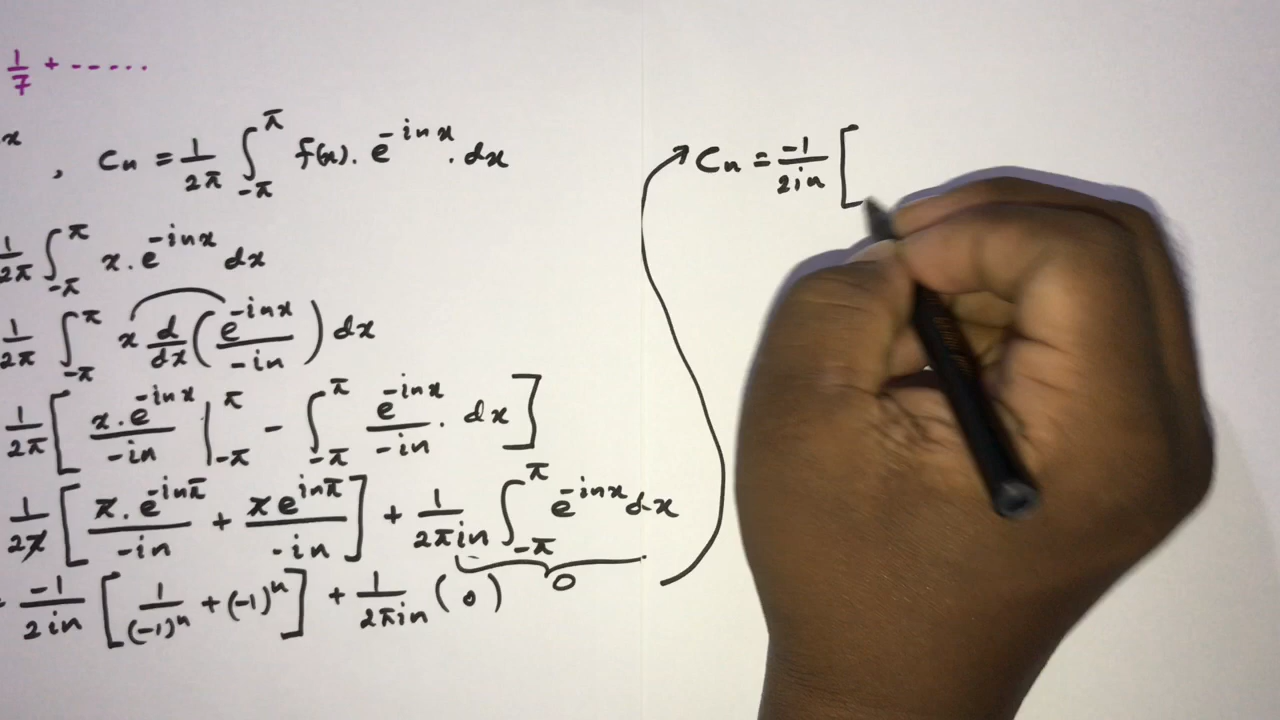 1/7 + ......
x , Cn = 1/2π ∫_{-π}^{π} f(x). e^{-inx}. dx
1/2π ∫_{-π}^{π} x. e^{-inx} dx
1/2π ∫_{-π}^{π} x d/dx (e^{-inx}/-in) dx
1/2π [ x. e^{-inx}/-in |_{-π}^{π} - ∫_{-π}^{π} e^{-inx}/-in . dx ]
1/2π [ π. e^{-inπ}/-in + π e^{inπ}/-in ] + 1/2πin ∫_{-π}^{π} e^{-inx} dx
0
-1/2in [ 1/(-1)^n + (-1)^n ] + 1/2πin (0)
Cn = -1/2in [